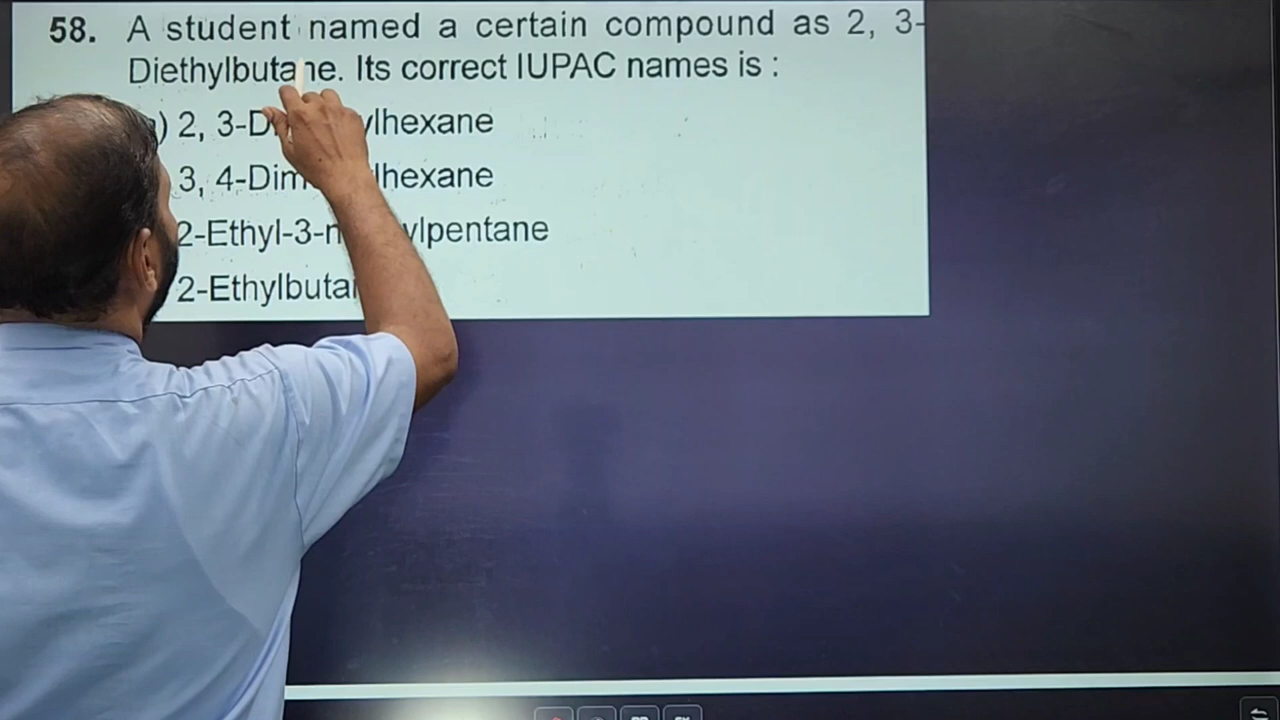 58. A student named a certain compound as 2, 3-
Diethylbutane. Its correct IUPAC names is :
) 2, 3-D ylhexane
3, 4-Dim lhexane
2-Ethyl-3-m ylpentane
2-Ethylbuta